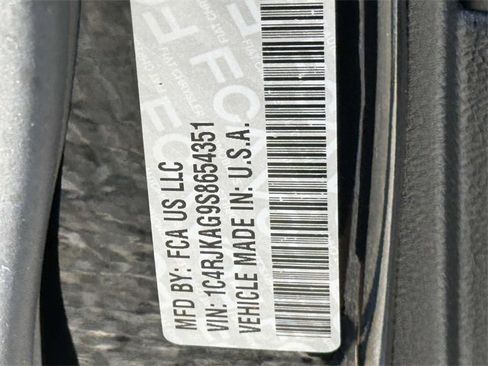 MFD BY: FCA US LLC
VIN: 1C4RJKAG9S8654351
VEHICLE MADE IN: U.S.A.